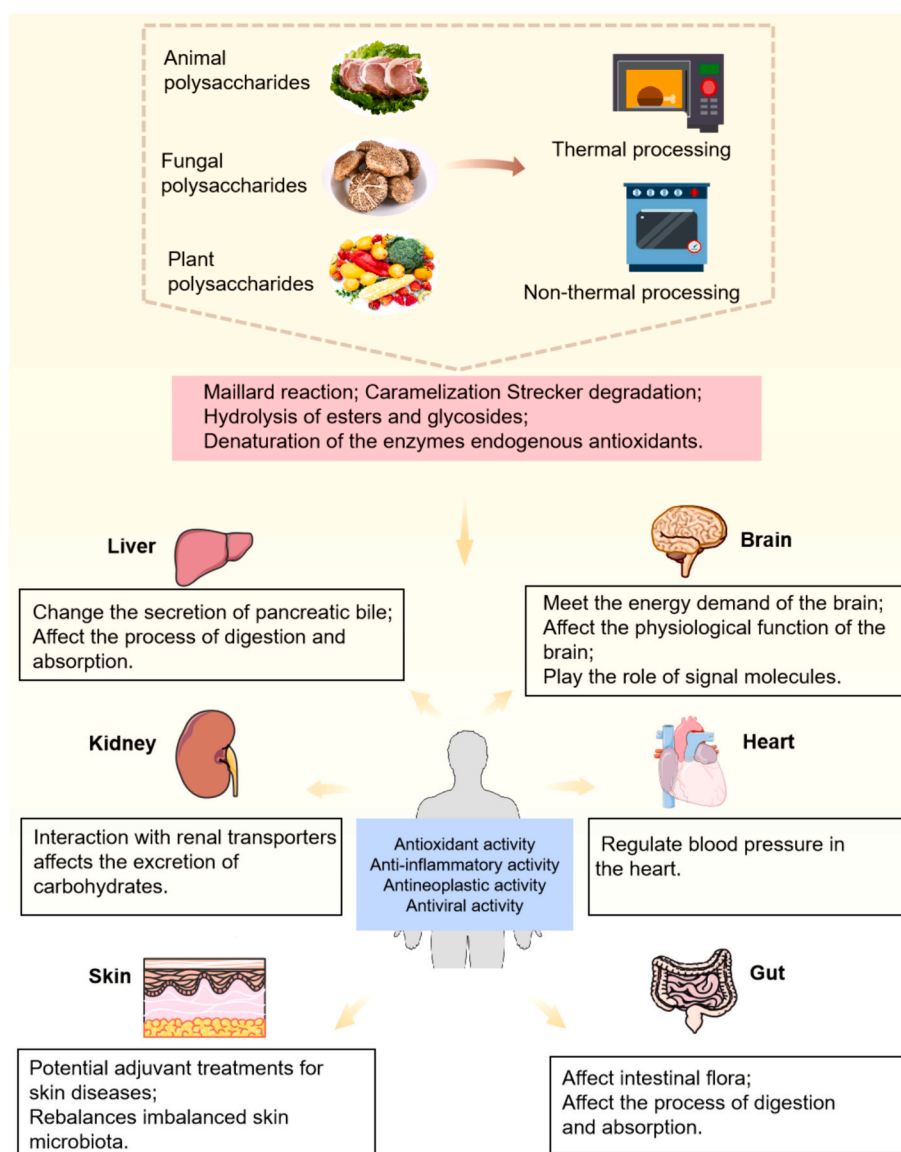 Animal
polysaccharides
Thermal processing
Fungal
polysaccharides
Plant
polysaccharides
Non-thermal processing
Maillard reaction; Caramelization Strecker degradation;
Hydrolysis of esters and glycosides;
Denaturation of the enzymes endogenous antioxidants.
Liver
Change the secretion of pancreatic bile;
Affect the process of digestion and
absorption.
Brain
Meet the energy demand of the brain;
Affect the physiological function of the
brain;
Play the role of signal molecules.
Kidney
Interaction with renal transporters
affects the excretion of
carbohydrates.
Heart
Regulate blood pressure in
the heart.
Antioxidant activity
Anti-inflammatory activity
Antineoplastic activity
Antiviral activity
Skin
Potential adjuvant treatments for
skin diseases;
Rebalances imbalanced skin
microbiota.
Gut
Affect intestinal flora;
Affect the process of digestion
and absorption.